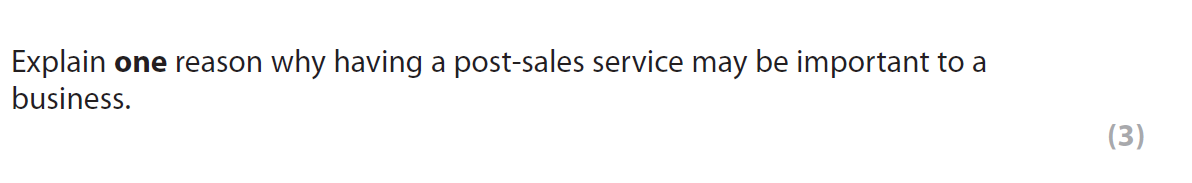 Explain one reason why having a post-sales service may be important to a
business.
(3)